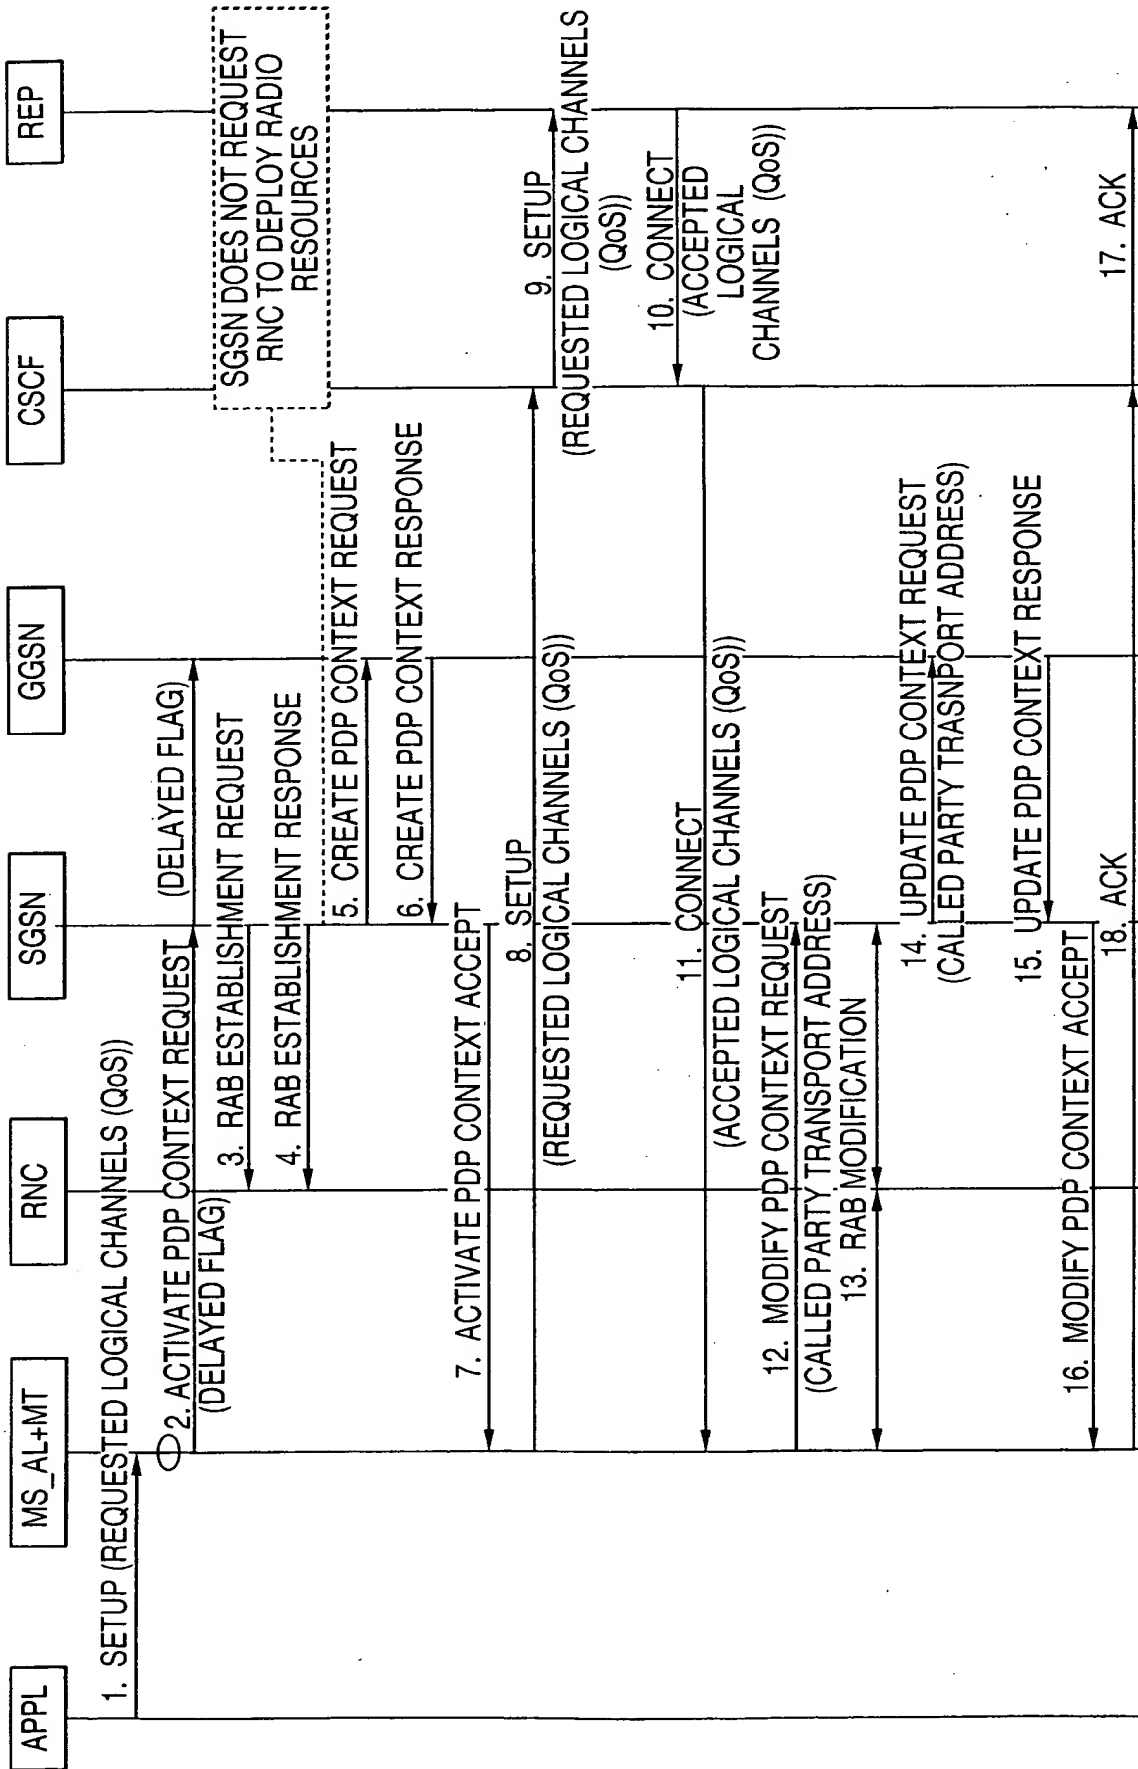 APPL
MS_AL+MT
RNC
SGSN
GGSN
CSCF
REP
1. SETUP (REQUESTED LOGICAL CHANNELS (QoS))
2. ACTIVATE PDP CONTEXT REQUEST
(DELAYED FLAG)
(DELAYED FLAG)
3. RAB ESTABLISHMENT REQUEST
4. RAB ESTABLISHMENT RESPONSE
SGSN DOES NOT REQUEST
RNC TO DEPLOY RADIO
RESOURCES
5. CREATE PDP CONTEXT REQUEST
6. CREATE PDP CONTEXT RESPONSE
7. ACTIVATE PDP CONTEXT ACCEPT
8. SETUP
(REQUESTED LOGICAL CHANNELS (QoS))
9. SETUP
(REQUESTED LOGICAL CHANNELS
(QoS))
10. CONNECT
(ACCEPTED
LOGICAL
CHANNELS (QoS))
11. CONNECT
(ACCEPTED LOGICAL CHANNELS (QoS))
12. MODIFY PDP CONTEXT REQUEST
(CALLED PARTY TRANSPORT ADDRESS)
13. RAB MODIFICATION
14. UPDATE PDP CONTEXT REQUEST
(CALLED PARTY TRASNPORT ADDRESS)
15. UPDATE PDP CONTEXT RESPONSE
16. MODIFY PDP CONTEXT ACCEPT
18. ACK
17. ACK